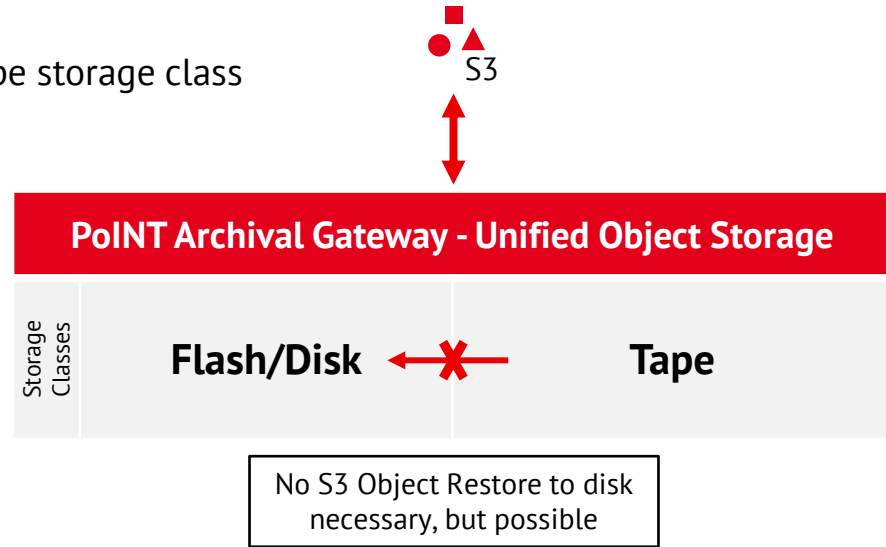 storage class
S3
PoINT Archival Gateway - Unified Object Storage
Storage
Classes
Flash/Disk
Tape
No S3 Object Restore to disk
necessary, but possible